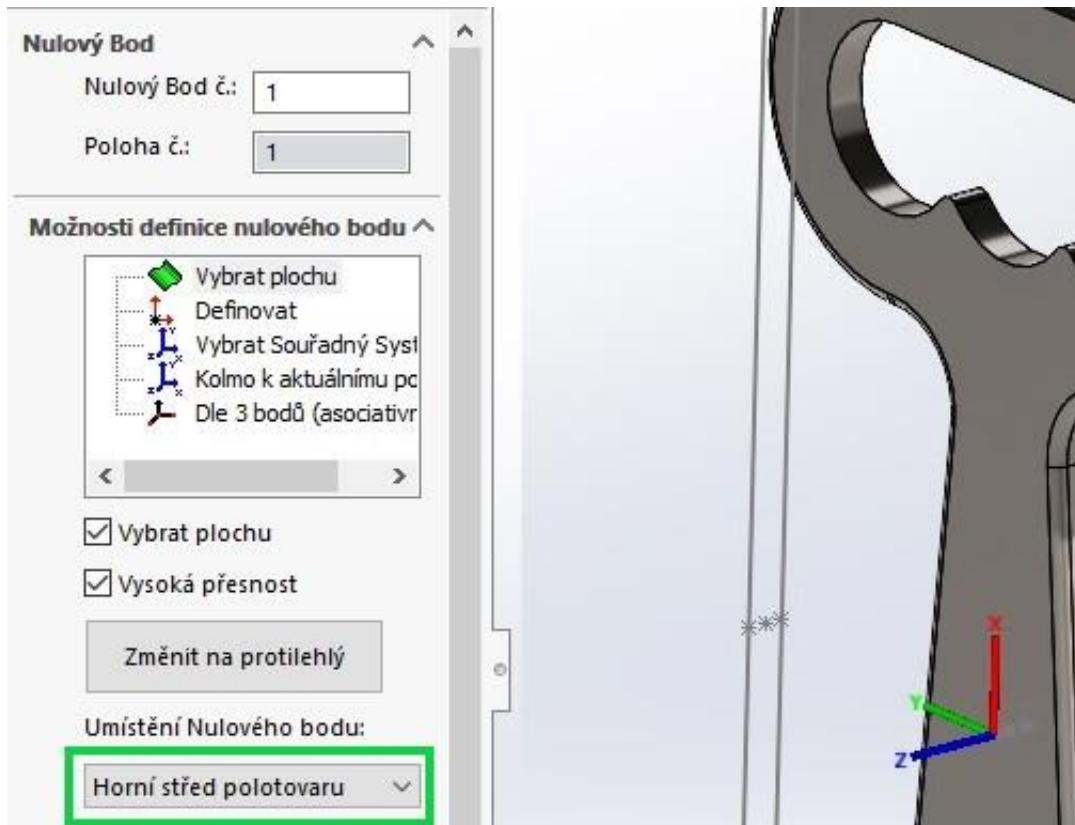 Nulový Bod
Nulový Bod č.: 1
Poloha č.: 1
Možnosti definice nulového bodu
Vybrat plochu
Definovat
Vybrat Souřadný Syst
Kolmo k aktuálnímu pc
Dle 3 bodů (asociativr
Vybrat plochu
Vysoká přesnost
Změnit na protilehlý
Umístění Nulového bodu:
Horní střed polotovaru
X
Y
Z